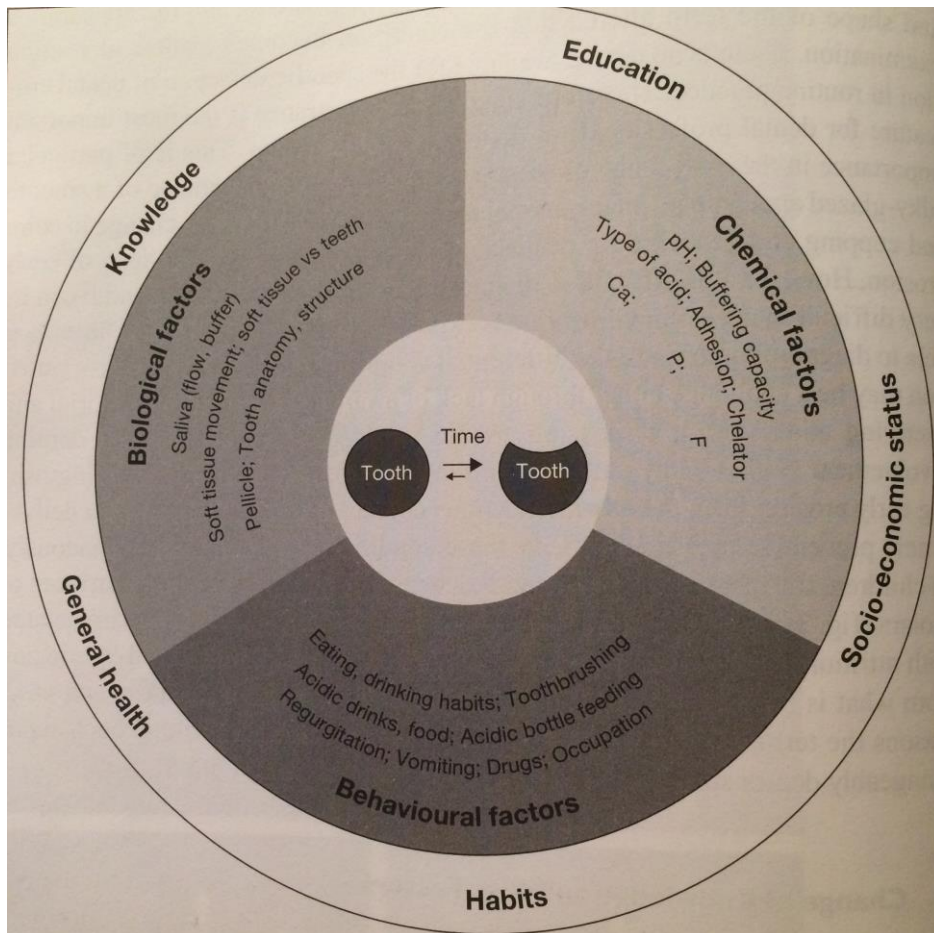 Education
Knowledge
Socio-economic status
General health
Habits
Biological factors
Saliva (flow, buffer)
Soft tissue movement; soft tissue vs teeth
Pellicle; Tooth anatomy, structure
Chemical factors
pH; Buffering capacity
Type of acid; Adhesion; Chelator
Ca; P; F
Time
Tooth
Tooth
Eating, drinking habits; Toothbrushing
Acidic drinks, food; Acidic bottle feeding
Regurgitation; Vomiting; Drugs; Occupation
Behavioural factors